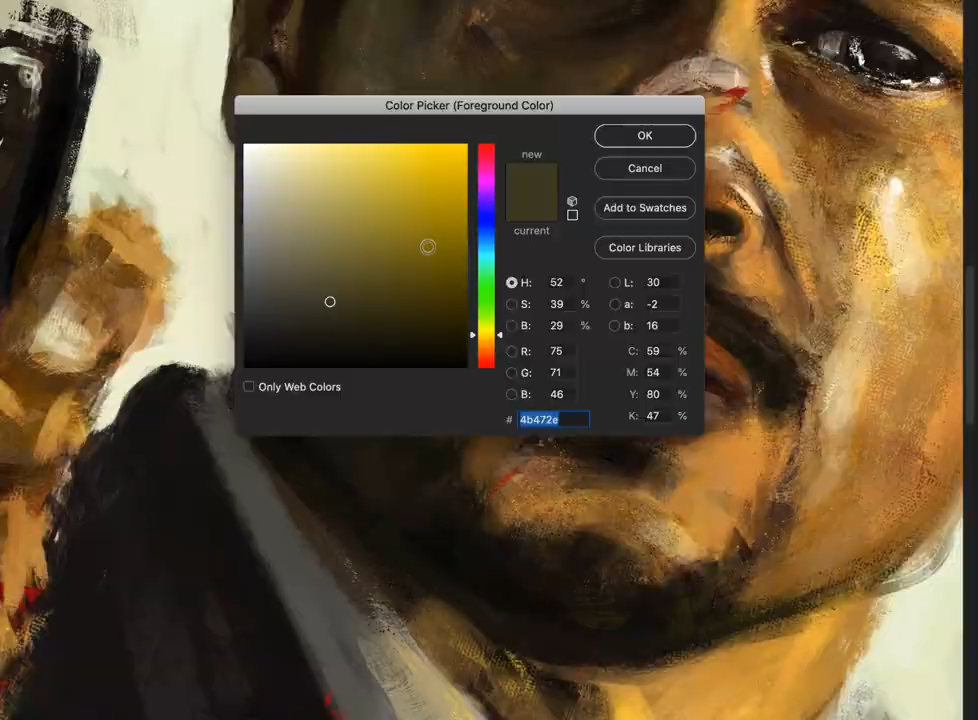 Color Picker (Foreground Color)
new
current
OK
Cancel
Add to Swatches
Color Libraries
H: 52 °
S: 39 %
B: 29 %
R: 75
G: 71
B: 46
# 4b472e
L: 30
a: -2
b: 16
C: 59 %
M: 54 %
Y: 80 %
K: 47 %
Only Web Colors